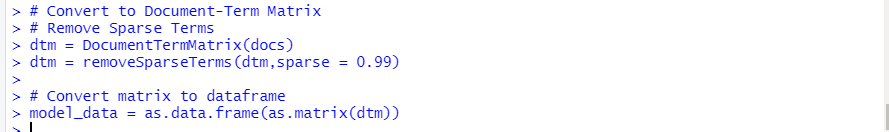 > # Convert to Document-Term Matrix
> # Remove Sparse Terms
> dtm = DocumentTermMatrix(docs)
> dtm = removeSparseTerms(dtm,sparse = 0.99)
>
> # Convert matrix to dataframe
> model_data = as.data.frame(as.matrix(dtm))
>